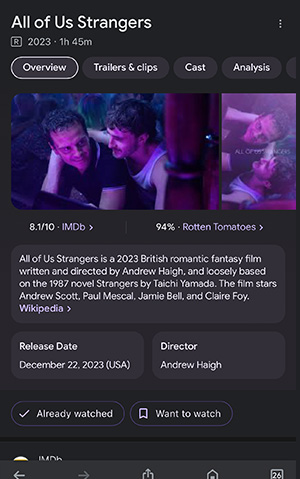 All of Us Strangers
R 2023 · 1h 45m
Overview
Trailers & clips
Cast
Analysis
ALL OF US STRANGERS
8.1/10 · IMDb >
94% · Rotten Tomatoes >
All of Us Strangers is a 2023 British romantic fantasy film
written and directed by Andrew Haigh, and loosely based
on the 1987 novel Strangers by Taichi Yamada. The film stars
Andrew Scott, Paul Mescal, Jamie Bell, and Claire Foy.
Wikipedia >
Release Date
December 22, 2023 (USA)
Director
Andrew Haigh
Already watched
Want to watch
IMDb
26